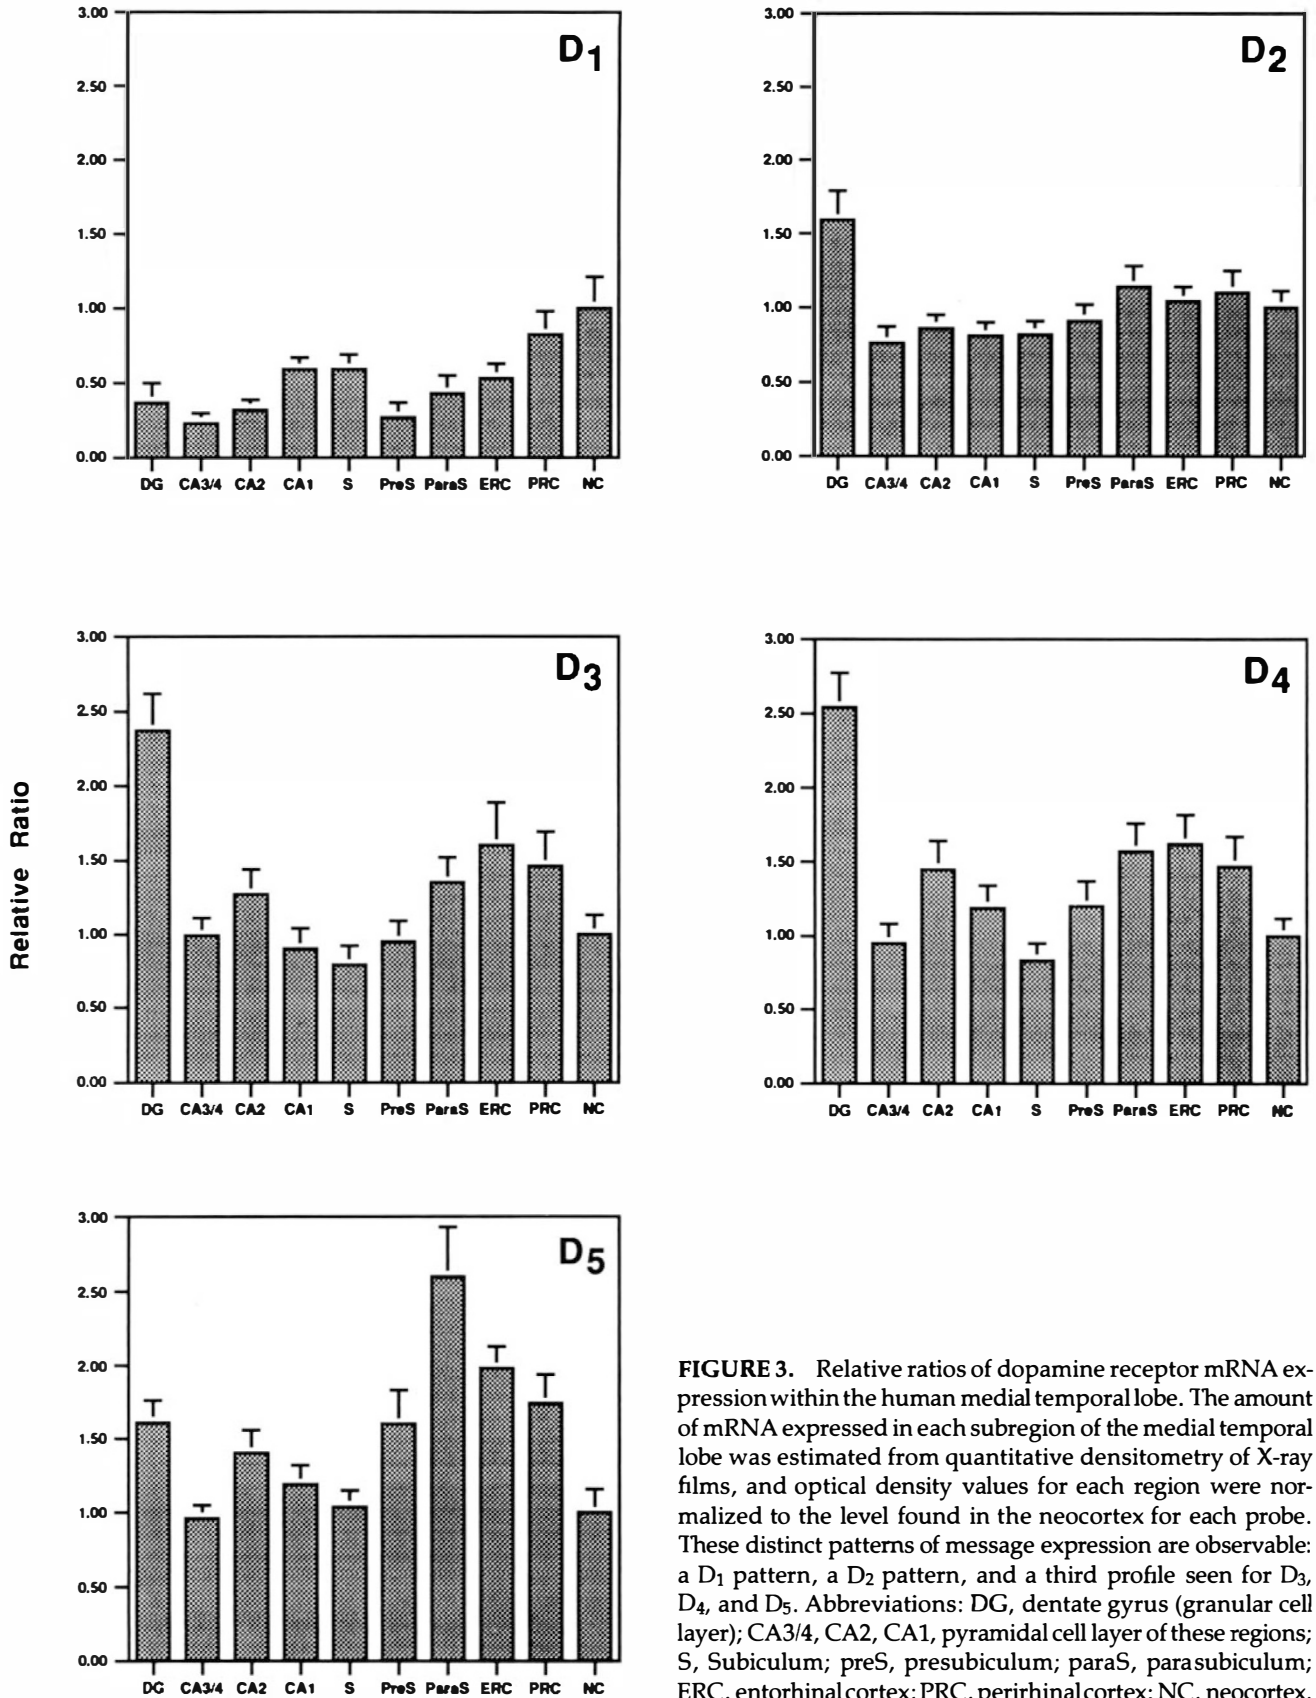 D1
3.00
2.50
2.00
1.50
1.00
0.50
0.00
DG CA3/4 CA2 CA1 S PreS ParaS ERC PRC NC
D2
3.00
2.50
2.00
1.50
1.00
0.50
0.00
DG CA3/4 CA2 CA1 S PreS ParaS ERC PRC NC
Relative Ratio
D3
3.00
2.50
2.00
1.50
1.00
0.50
0.00
DG CA3/4 CA2 CA1 S PreS ParaS ERC PRC NC
D4
3.00
2.50
2.00
1.50
1.00
0.50
0.00
DG CA3/4 CA2 CA1 S PreS ParaS ERC PRC NC
D5
3.00
2.50
2.00
1.50
1.00
0.50
0.00
DG CA3/4 CA2 CA1 S PreS ParaS ERC PRC NC
FIGURE 3. Relative ratios of dopamine receptor mRNA ex-
pression within the human medial temporal lobe. The amount
of mRNA expressed in each subregion of the medial temporal
lobe was estimated from quantitative densitometry of X-ray
films, and optical density values for each region were nor-
malized to the level found in the neocortex for each probe.
These distinct patterns of message expression are observable:
a D1 pattern, a D2 pattern, and a third profile seen for D3,
D4, and D5. Abbreviations: DG, dentate gyrus (granular cell
layer); CA3/4, CA2, CA1, pyramidal cell layer of these regions;
S, Subiculum; preS, presubiculum; paraS, parasubiculum;
ERC, entorhinal cortex; PRC, perirhinal cortex; NC, neocortex.